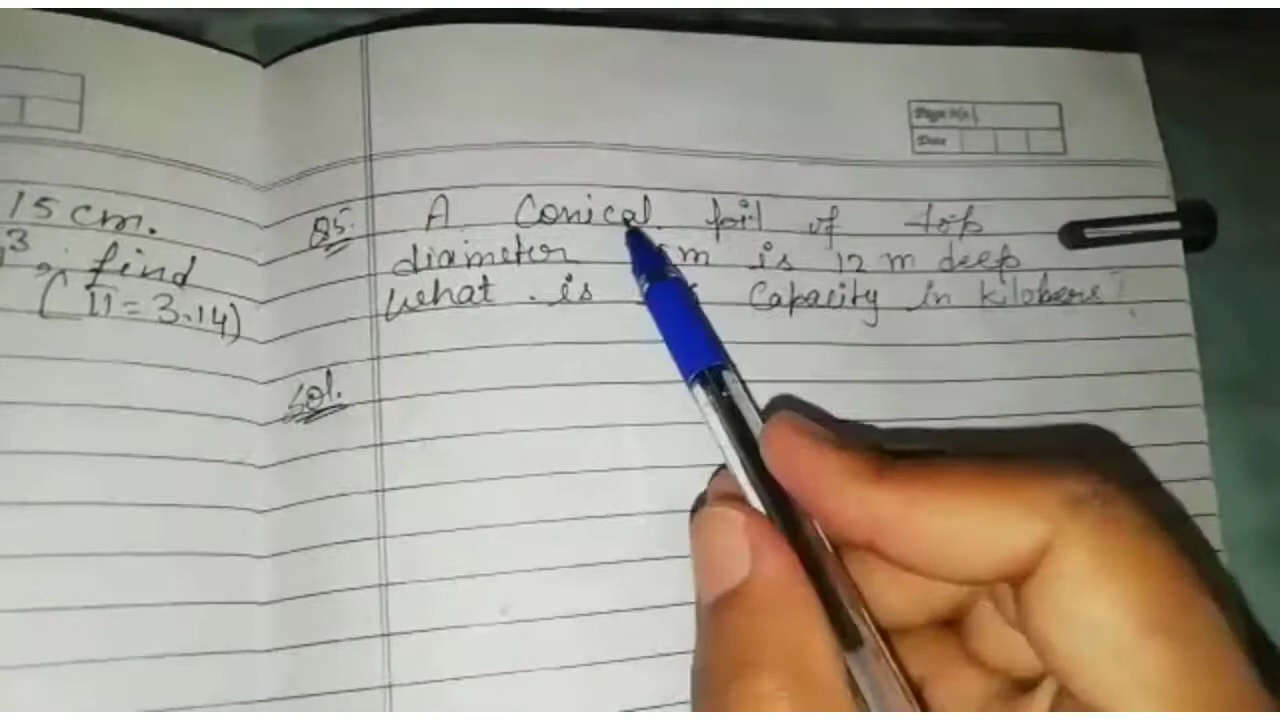 15 cm.
3
find
(π = 3.14)
Page No.
Date
Q5. A Conical pit of top
diameter m is 12 m deep
What is Capacity in kiloliters?
Sol.